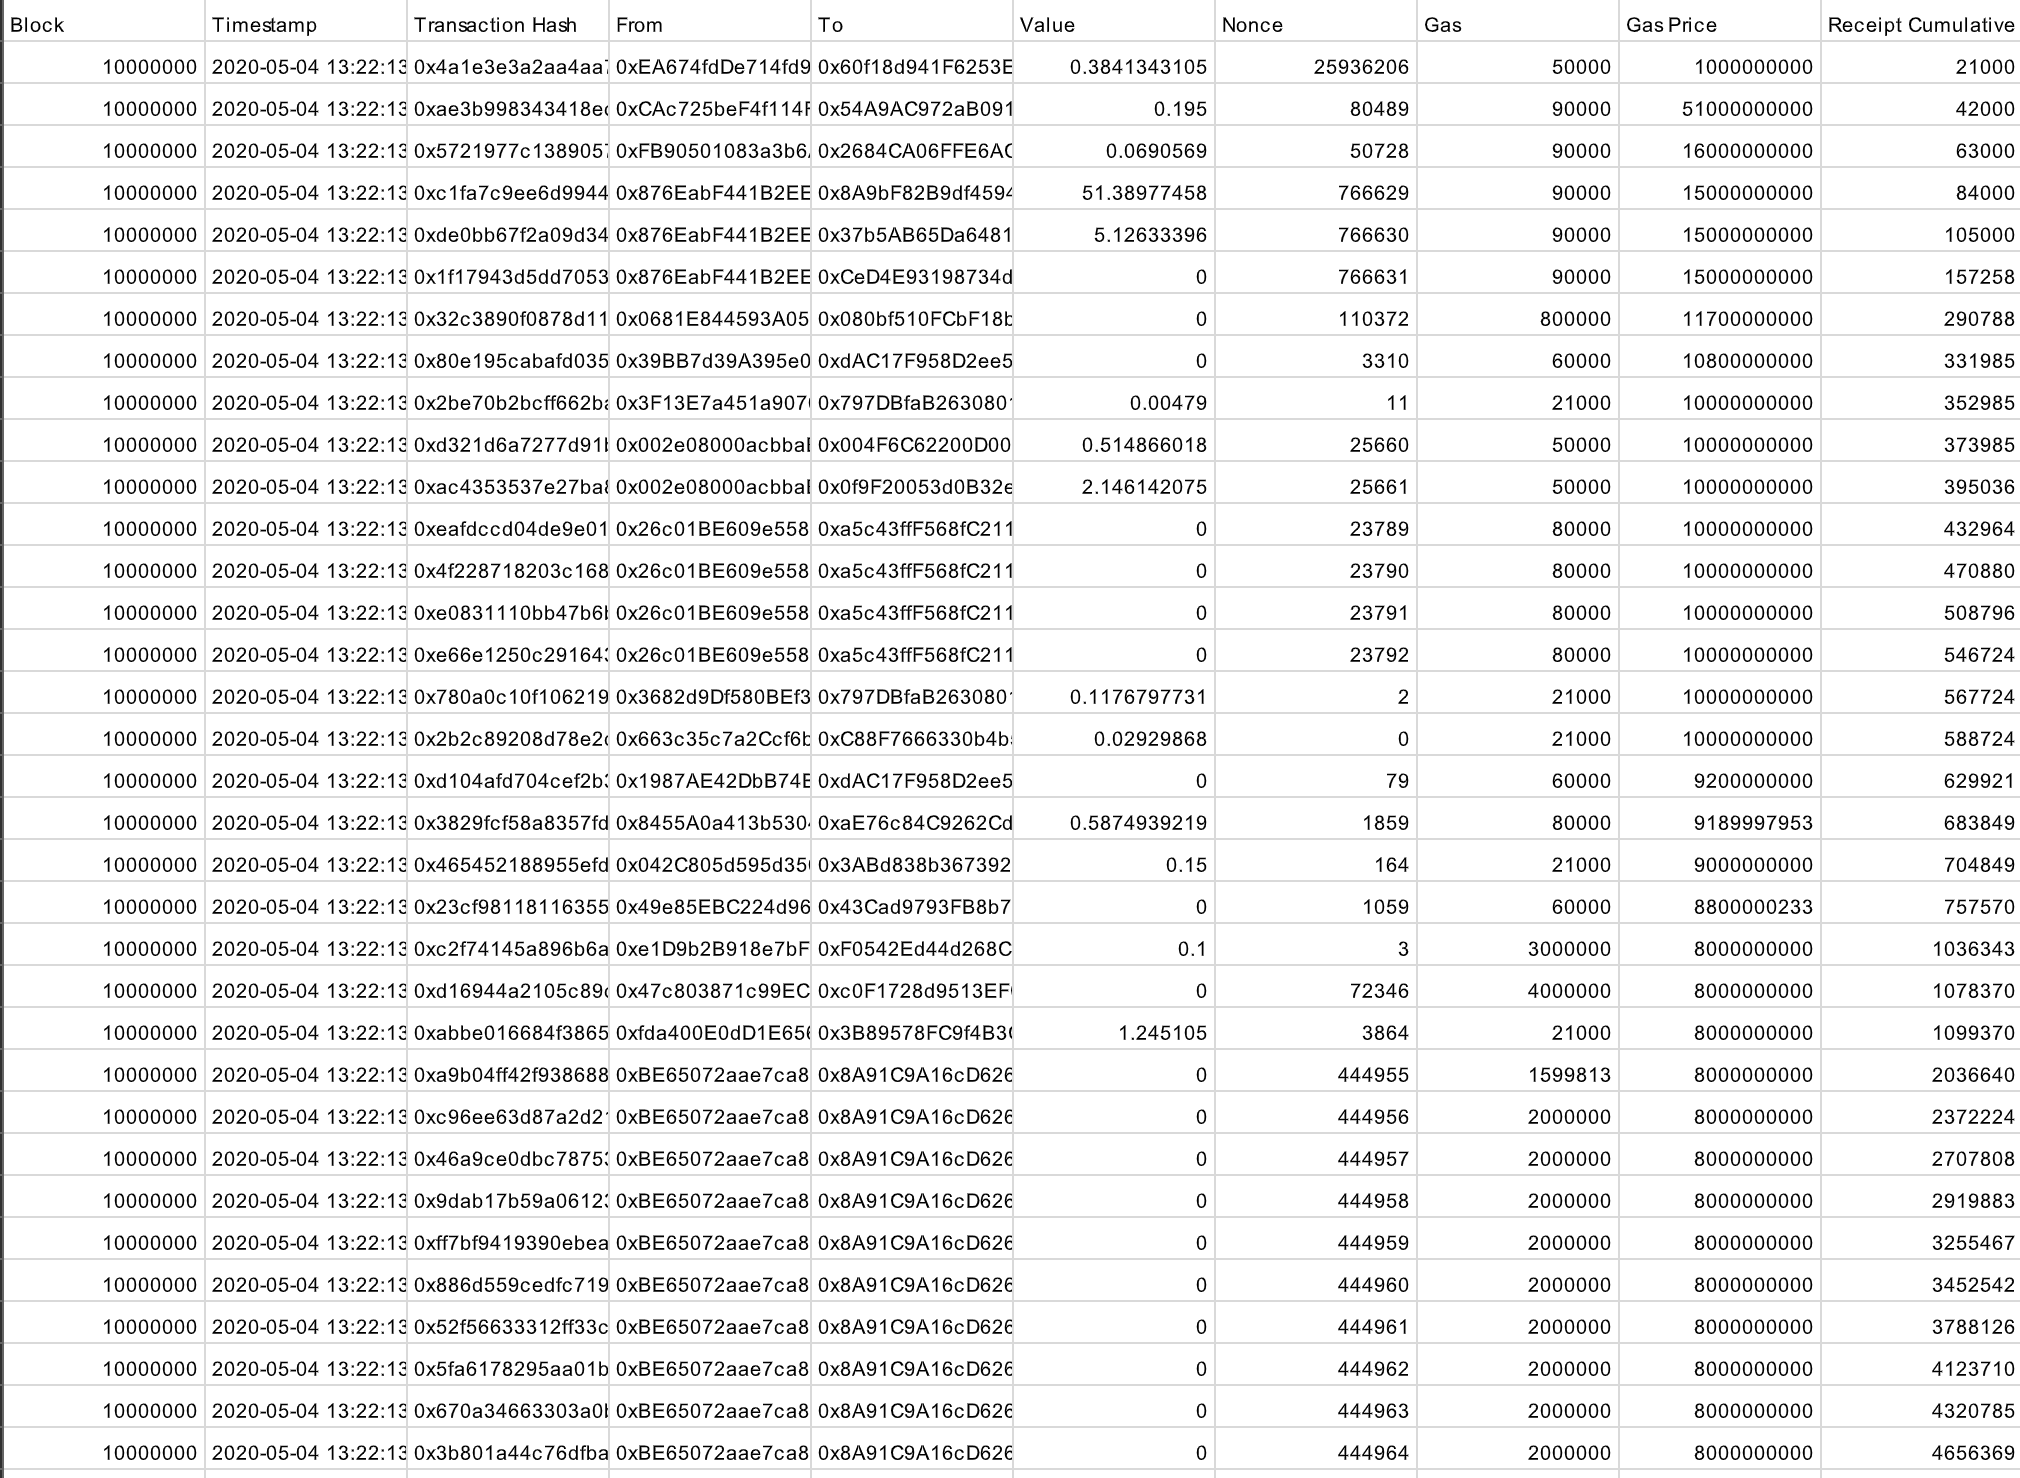 Block Timestamp Transaction Hash From To Value Nonce Gas Gas Price Receipt Cumulative
10000000 2020-05-04 13:22:13 0x4a1e3e3a2aa4aa 0xEA674fdDe714fd9 0x60f18d941F6253E 0.3841343105 25936206 50000 1000000000 21000
10000000 2020-05-04 13:22:13 0xae3b998343418e 0xCAc725beF4f114F 0x54A9AC972aB091 0.195 80489 90000 51000000000 42000
10000000 2020-05-04 13:22:13 0x5721977c1389057 0xFB90501083a3b6 0x2684CA06FFE6AC 0.0690569 50728 90000 16000000000 63000
10000000 2020-05-04 13:22:13 0xc1fa7c9ee6d9944 0x876EabF441B2EE 0x8A9bF82B9df4594 51.38977458 766629 90000 15000000000 84000
10000000 2020-05-04 13:22:13 0xde0bb67f2a09d34 0x876EabF441B2EE 0x37b5AB65Da6481 5.12633396 766630 90000 15000000000 105000
10000000 2020-05-04 13:22:13 0x1f17943d5dd7053 0x876EabF441B2EE 0xCeD4E93198734d 0 766631 90000 15000000000 157258
10000000 2020-05-04 13:22:13 0x32c3890f0878d11 0x0681E844593A05 0x080bf510FCbF18b 0 110372 800000 11700000000 290788
10000000 2020-05-04 13:22:13 0x80e195cabafd035 0x39BB7d39A395e0 0xdAC17F958D2ee5 0 3310 60000 10800000000 331985
10000000 2020-05-04 13:22:13 0x2be70b2bcff662b 0x3F13E7a451a907 0x797DBfaB263080 0.00479 11 21000 10000000000 352985
10000000 2020-05-04 13:22:13 0xd321d6a7277d91 0x002e08000acbba 0x004F6C62200D00 0.514866018 25660 50000 10000000000 373985
10000000 2020-05-04 13:22:13 0xac4353537e27ba 0x002e08000acbba 0x0f9F20053d0B32e 2.146142075 25661 50000 10000000000 395036
10000000 2020-05-04 13:22:13 0xeafdccd04de9e01 0x26c01BE609e558 0xa5c43ffF568fC211 0 23789 80000 10000000000 432964
10000000 2020-05-04 13:22:13 0x4f228718203c168 0x26c01BE609e558 0xa5c43ffF568fC211 0 23790 80000 10000000000 470880
10000000 2020-05-04 13:22:13 0xe0831110bb47b6 0x26c01BE609e558 0xa5c43ffF568fC211 0 23791 80000 10000000000 508796
10000000 2020-05-04 13:22:13 0xe66e1250c29164 0x26c01BE609e558 0xa5c43ffF568fC211 0 23792 80000 10000000000 546724
10000000 2020-05-04 13:22:13 0x780a0c10f106219 0x3682d9Df580BEf3 0x797DBfaB263080 0.1176797731 2 21000 10000000000 567724
10000000 2020-05-04 13:22:13 0x2b2c89208d78e2 0x663c35c7a2Ccf6b 0xC88F7666330b4b 0.02929868 0 21000 10000000000 588724
10000000 2020-05-04 13:22:13 0xd104afd704cef2b 0x1987AE42DbB74E 0xdAC17F958D2ee5 0 79 60000 9200000000 629921
10000000 2020-05-04 13:22:13 0x3829fcf58a8357fd 0x8455A0a413b530 0xaE76c84C9262Cd 0.5874939219 1859 80000 9189997953 683849
10000000 2020-05-04 13:22:13 0x465452188955efd 0x042C805d595d35 0x3ABd838b367392 0.15 164 21000 9000000000 704849
10000000 2020-05-04 13:22:13 0x23cf98118116355 0x49e85EBC224d96 0x43Cad9793FB8b7 0 1059 60000 8800000233 757570
10000000 2020-05-04 13:22:13 0xc2f74145a896b6a 0xe1D9b2B918e7bF 0xF0542Ed44d268C 0.1 3 3000000 8000000000 1036343
10000000 2020-05-04 13:22:13 0xd16944a2105c89 0x47c803871c99EC 0xc0F1728d9513EF 0 72346 4000000 8000000000 1078370
10000000 2020-05-04 13:22:13 0xabbe016684f3865 0xfda400E0dD1E656 0x3B89578FC9f4B3 1.245105 3864 21000 8000000000 1099370
10000000 2020-05-04 13:22:13 0xa9b04ff42f938688 0xBE65072aae7ca8 0x8A91C9A16cD626 0 444955 1599813 8000000000 2036640
10000000 2020-05-04 13:22:13 0xc96ee63d87a2d2 0xBE65072aae7ca8 0x8A91C9A16cD626 0 444956 2000000 8000000000 2372224
10000000 2020-05-04 13:22:13 0x46a9ce0dbc7875 0xBE65072aae7ca8 0x8A91C9A16cD626 0 444957 2000000 8000000000 2707808
10000000 2020-05-04 13:22:13 0x9dab17b59a0612 0xBE65072aae7ca8 0x8A91C9A16cD626 0 444958 2000000 8000000000 2919883
10000000 2020-05-04 13:22:13 0xff7bf9419390ebea 0xBE65072aae7ca8 0x8A91C9A16cD626 0 444959 2000000 8000000000 3255467
10000000 2020-05-04 13:22:13 0x886d559cedfc719 0xBE65072aae7ca8 0x8A91C9A16cD626 0 444960 2000000 8000000000 3452542
10000000 2020-05-04 13:22:13 0x52f56633312ff33c 0xBE65072aae7ca8 0x8A91C9A16cD626 0 444961 2000000 8000000000 3788126
10000000 2020-05-04 13:22:13 0x5fa6178295aa01b 0xBE65072aae7ca8 0x8A91C9A16cD626 0 444962 2000000 8000000000 4123710
10000000 2020-05-04 13:22:13 0x670a34663303a0 0xBE65072aae7ca8 0x8A91C9A16cD626 0 444963 2000000 8000000000 4320785
10000000 2020-05-04 13:22:13 0x3b801a44c76dfba 0xBE65072aae7ca8 0x8A91C9A16cD626 0 444964 2000000 8000000000 4656369